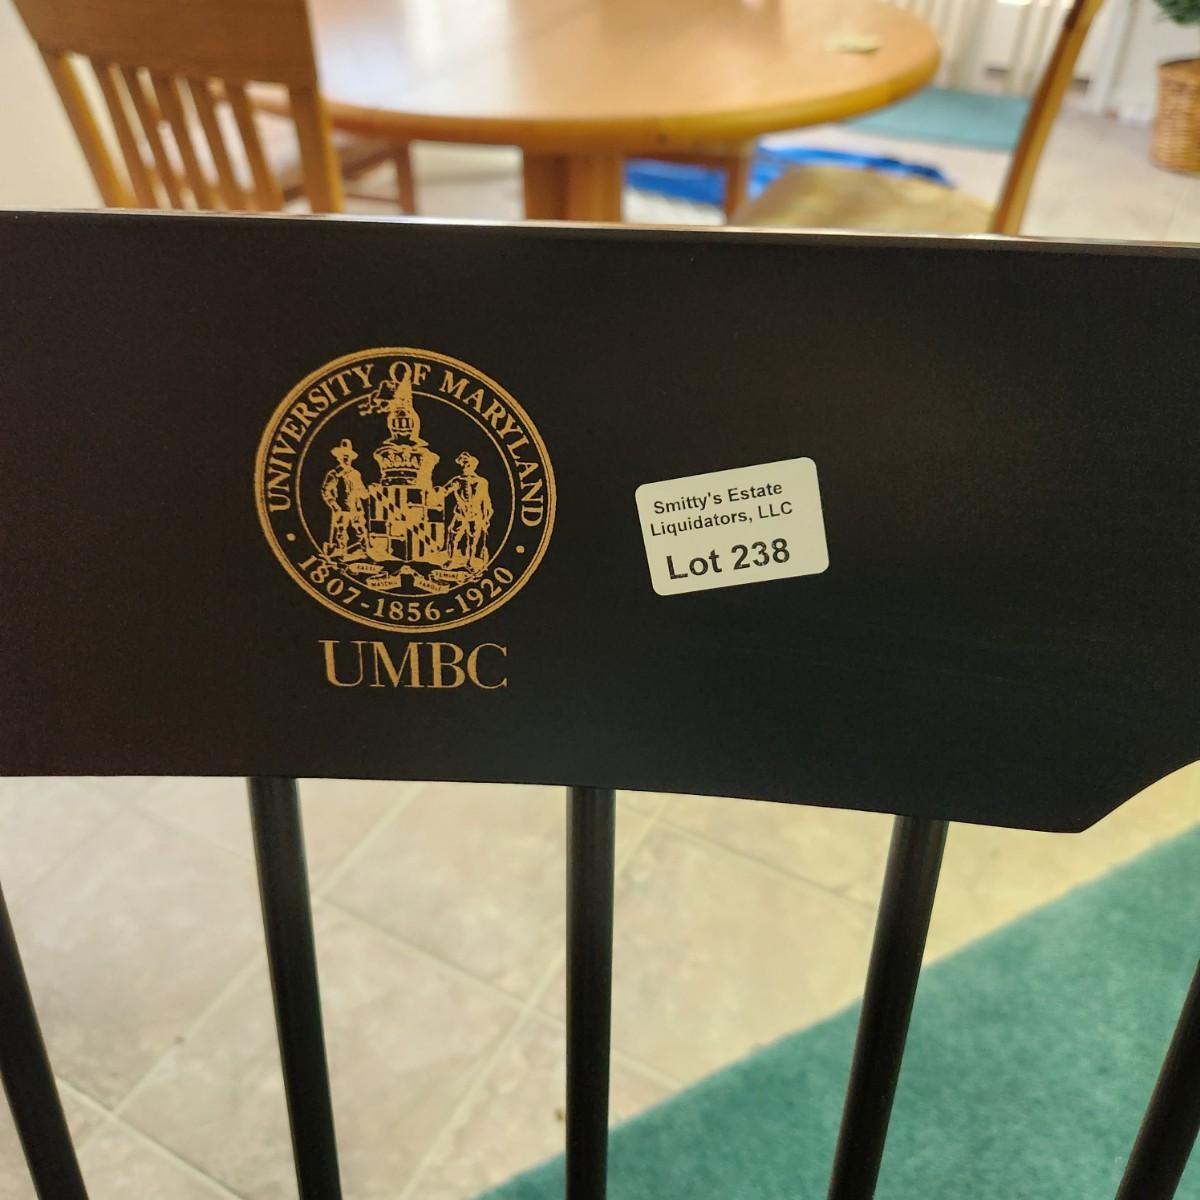 UNIVERSITY OF MARYLAND
1807-1856-1920
UMBC
Smitty's Estate
Liquidators, LLC
Lot 238